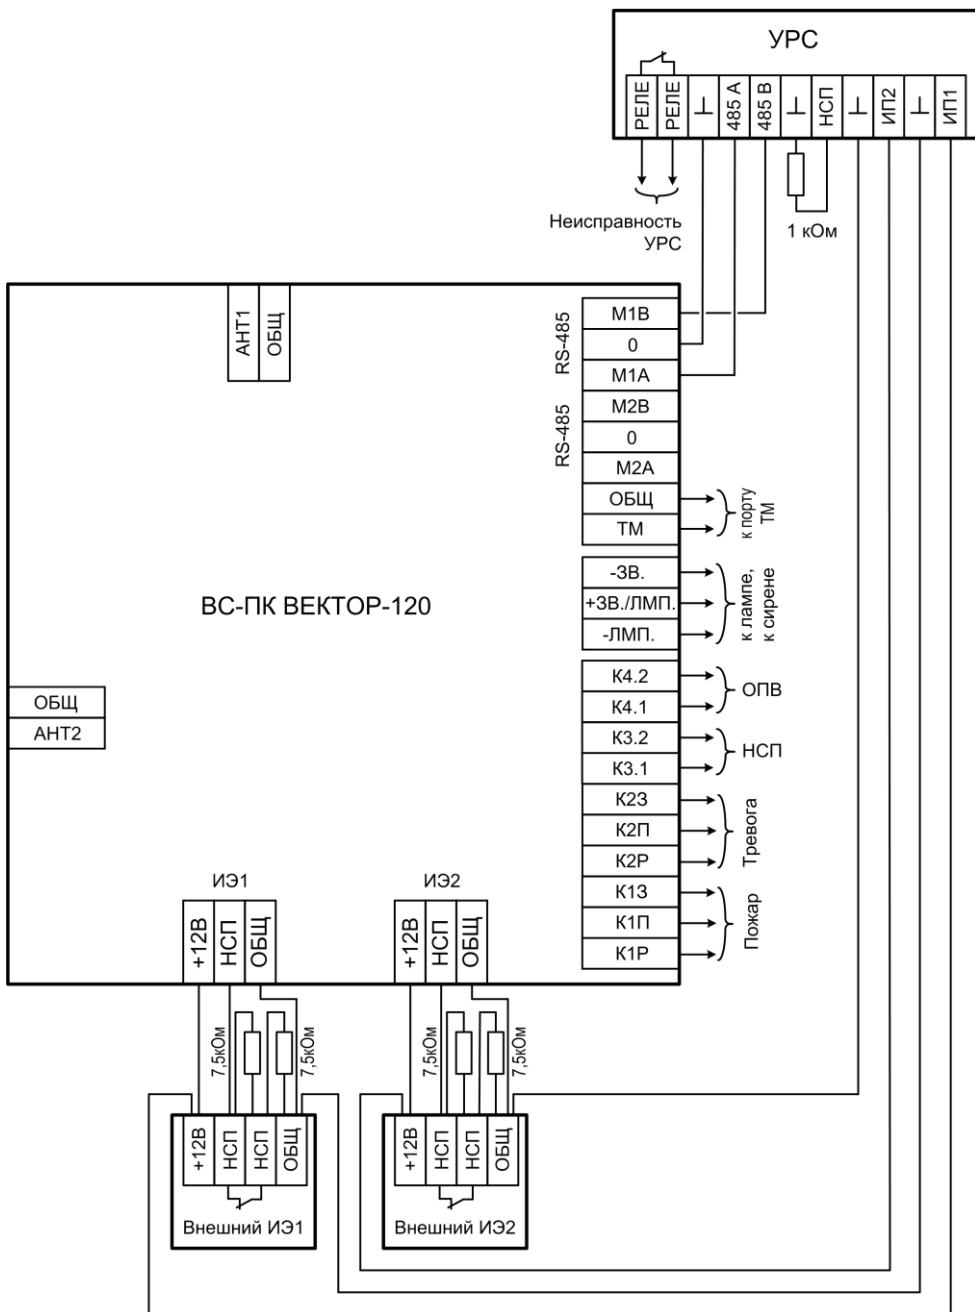 УРС
РЕЛЕ
РЕЛЕ
485 A
485 B
НСП
ИП2
ИП1
Неисправность
УРС
1 кОм
АНТ1
ОБЩ
RS-485
М1В
0
М1А
RS-485
М2В
0
М2А
ОБЩ
ТМ
к порту
ТМ
-ЗВ.
+ЗВ./ЛМП.
-ЛМП.
к лампе,
к сирене
ВС-ПК ВЕКТОР-120
К4.2
К4.1
ОПВ
К3.2
К3.1
НСП
ОБЩ
АНТ2
К2З
К2П
К2Р
Тревога
К1З
К1П
К1Р
Пожар
ИЭ1
+12В
НСП
ОБЩ
ИЭ2
+12В
НСП
ОБЩ
7,5кОм
7,5кОм
7,5кОм
7,5кОм
+12В
НСП
НСП
ОБЩ
Внешний ИЭ1
+12В
НСП
НСП
ОБЩ
Внешний ИЭ2